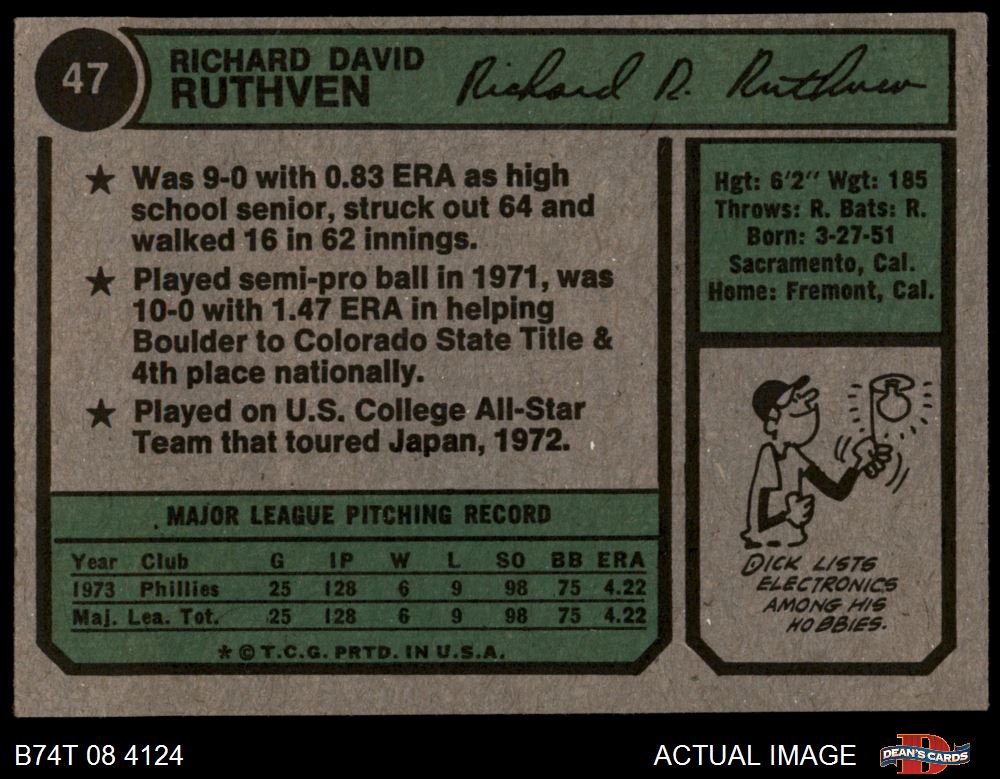 47
RICHARD DAVID
RUTHVEN
Richard D. Ruthven
★ Was 9-0 with 0.83 ERA as high
school senior, struck out 64 and
walked 16 in 62 innings.
★ Played semi-pro ball in 1971, was
10-0 with 1.47 ERA in helping
Boulder to Colorado State Title &
4th place nationally.
★ Played on U.S. College All-Star
Team that toured Japan, 1972.
Hgt: 6'2" Wgt: 185
Throws: R. Bats: R.
Born: 3-27-51
Sacramento, Cal.
Home: Fremont, Cal.
DICK LISTS
ELECTRONICS
AMONG HIS
HOBBIES.
MAJOR LEAGUE PITCHING RECORD
Year Club G IP W L SO BB ERA
1973 Phillies 25 128 6 9 98 75 4.22
Maj. Lea. Tot. 25 128 6 9 98 75 4.22
* © T.C.G. PRTD. IN U.S.A.
B74T 08 4124
ACTUAL IMAGE
DEAN'S CARDS